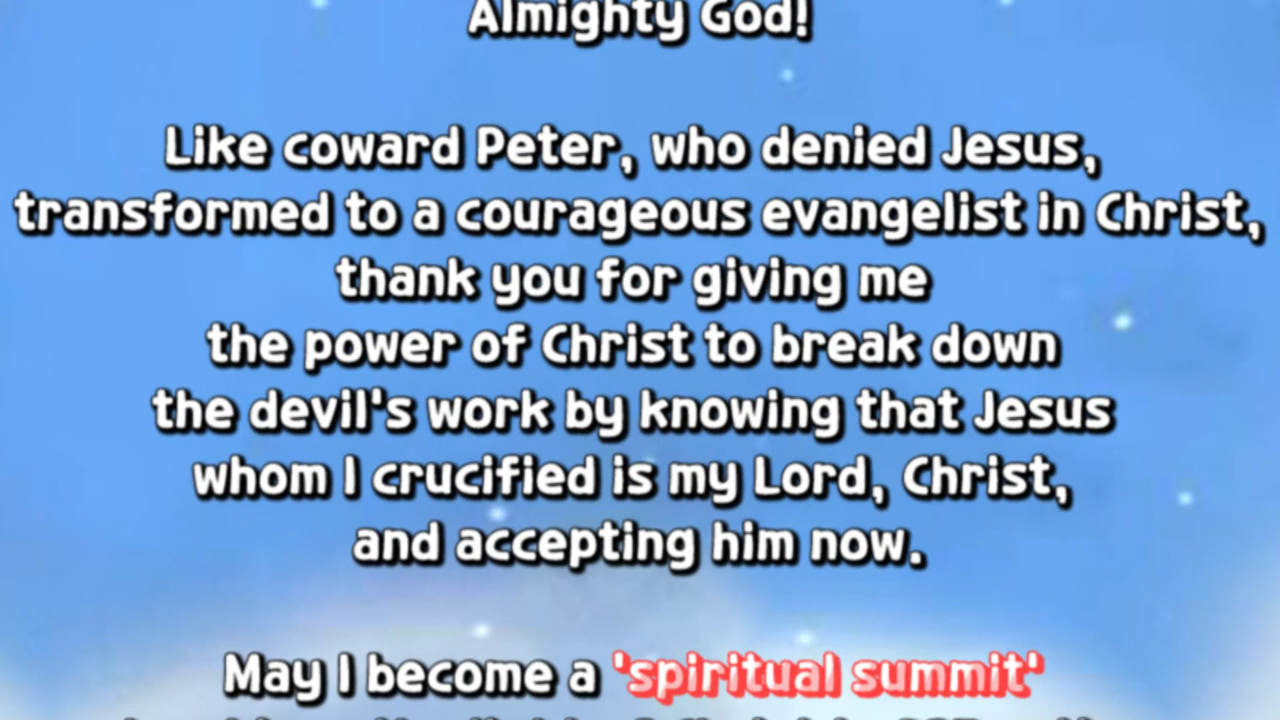 Almighty God!
Like coward Peter, who denied Jesus,
transformed to a courageous evangelist in Christ,
thank you for giving me
the power of Christ to break down
the devil's work by knowing that Jesus
whom I crucified is my Lord, Christ,
and accepting him now.
May I become a 'spiritual summit'